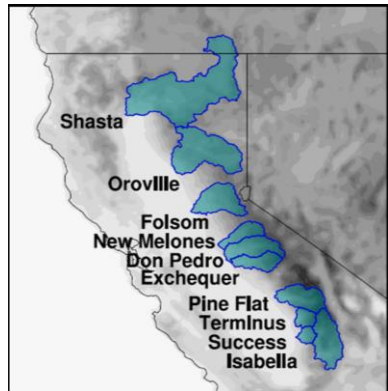 Shasta
Oroville
Folsom
New Melones
Don Pedro
Exchequer
Pine Flat
Terminus
Success
Isabella